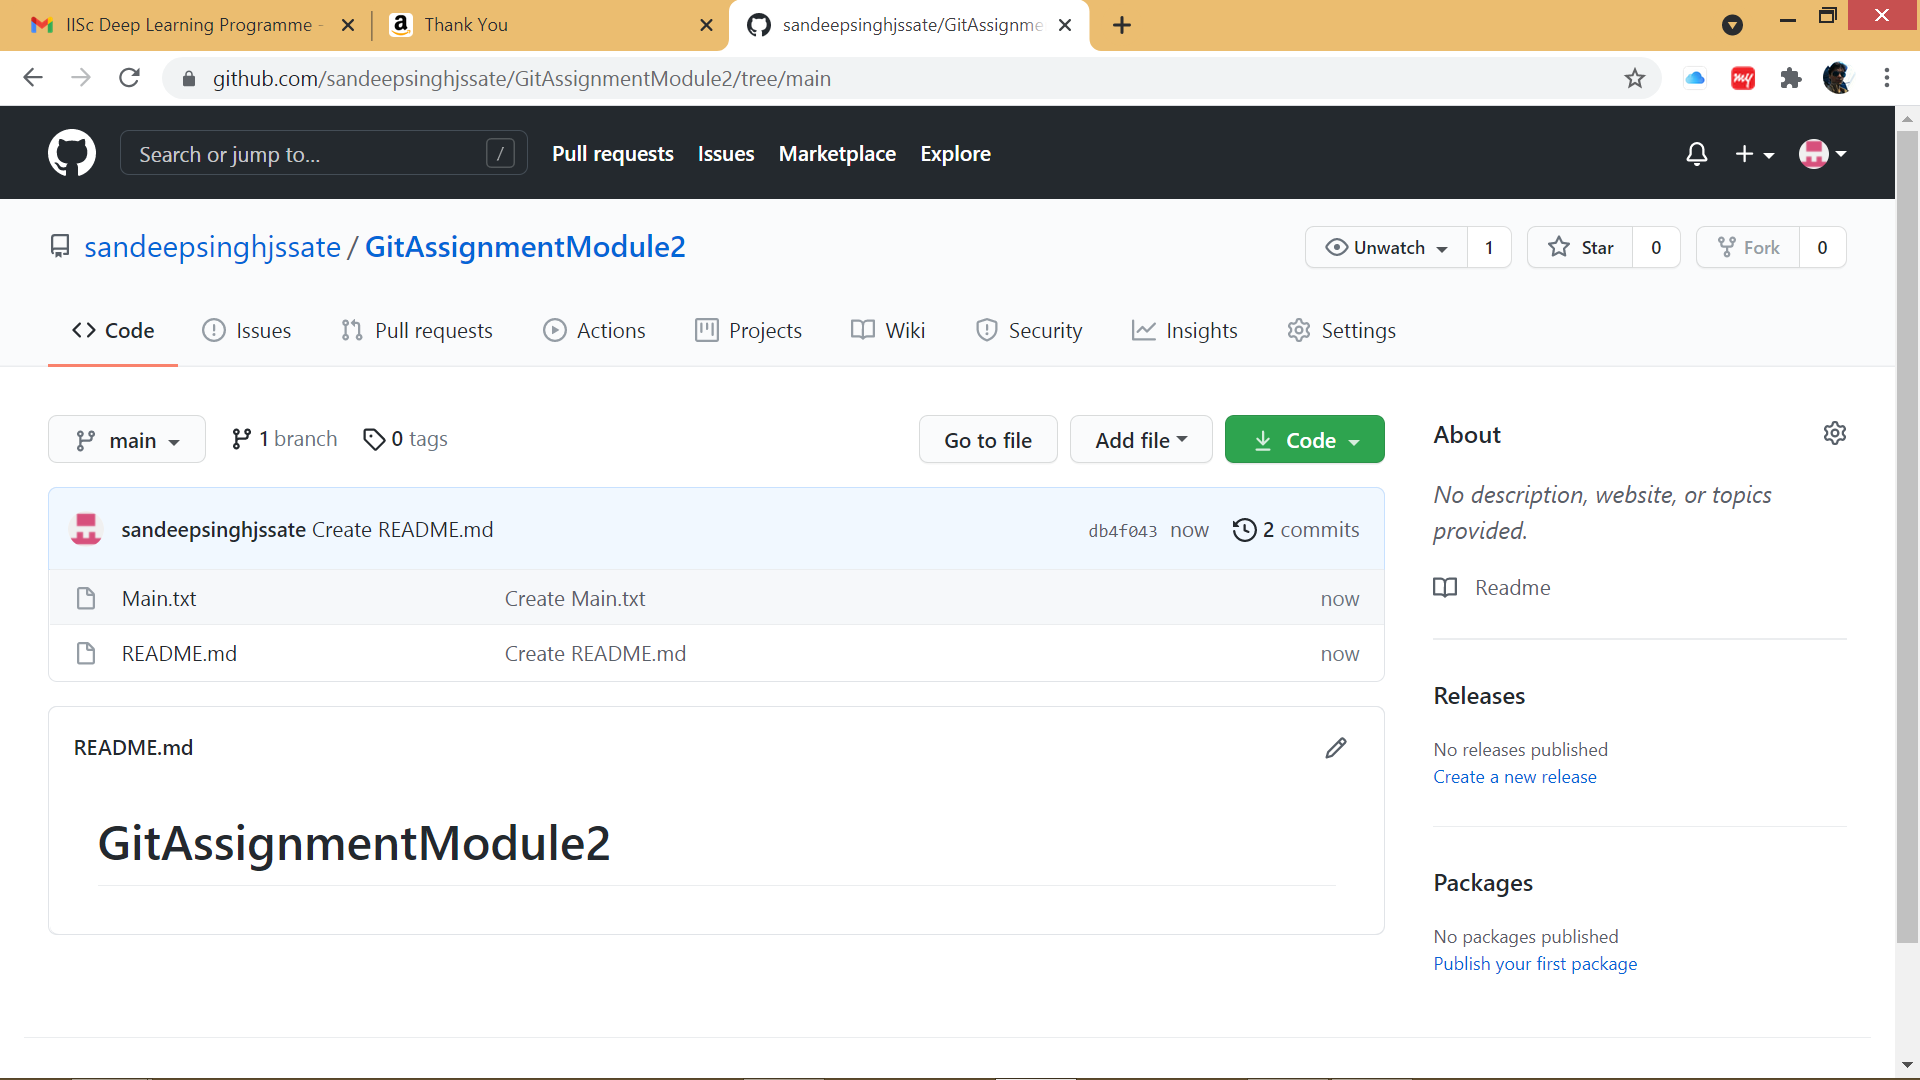 IISc Deep Learning Programme -
Thank You
sandeepsinghjssate/GitAssignme
github.com/sandeepsinghjssate/GitAssignmentModule2/tree/main
my
Search or jump to...
/
Pull requests
Issues
Marketplace
Explore
sandeepsinghjssate / GitAssignmentModule2
Unwatch 1
Star 0
Fork 0
Code
Issues
Pull requests
Actions
Projects
Wiki
Security
Insights
Settings
main
1 branch
0 tags
Go to file
Add file
Code
sandeepsinghjssate Create README.md
db4f043 now
2 commits
Main.txt Create Main.txt now
README.md Create README.md now
README.md
GitAssignmentModule2
About
No description, website, or topics
provided.
Readme
Releases
No releases published
Create a new release
Packages
No packages published
Publish your first package